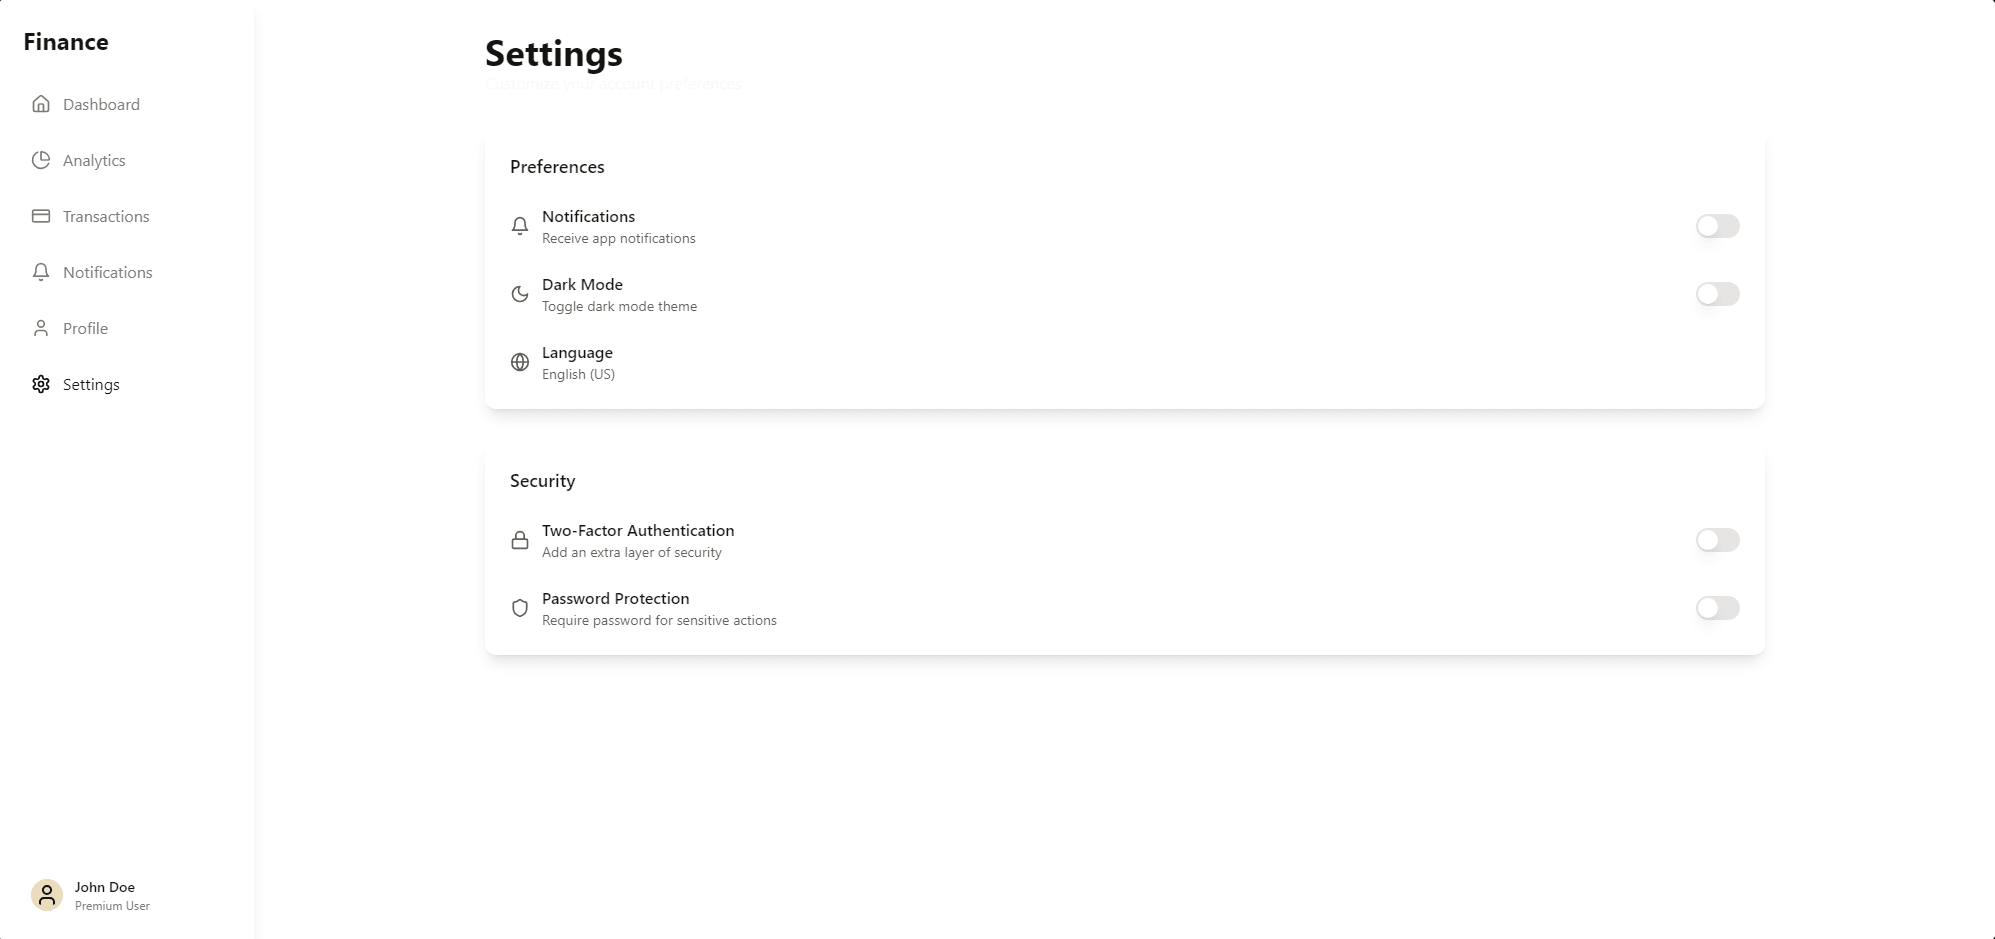 Finance
Dashboard
Analytics
Transactions
Notifications
Profile
Settings
John Doe
Premium User
Settings
Customize your account preferences
Preferences
Notifications
Receive app notifications
Dark Mode
Toggle dark mode theme
Language
English (US)
Security
Two-Factor Authentication
Add an extra layer of security
Password Protection
Require password for sensitive actions